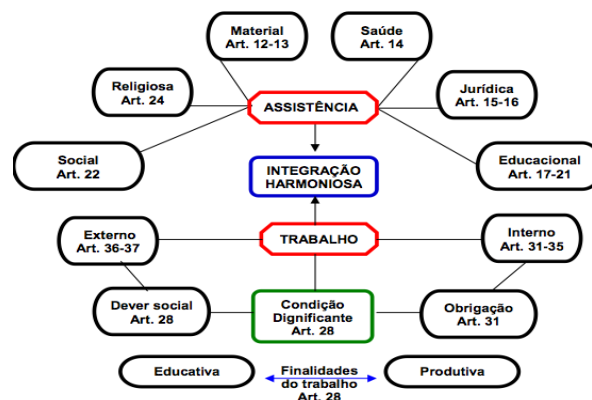 Material
Art. 12-13
Saúde
Art. 14
Religiosa
Art. 24
ASSISTÊNCIA
Jurídica
Art. 15-16
Social
Art. 22
INTEGRAÇÃO
HARMONIOSA
Educacional
Art. 17-21
Externo
Art. 36-37
TRABALHO
Interno
Art. 31-35
Dever social
Art. 28
Condição
Dignificante
Art. 28
Obrigação
Art. 31
Educativa
Finalidades
do trabalho
Art. 28
Produtiva